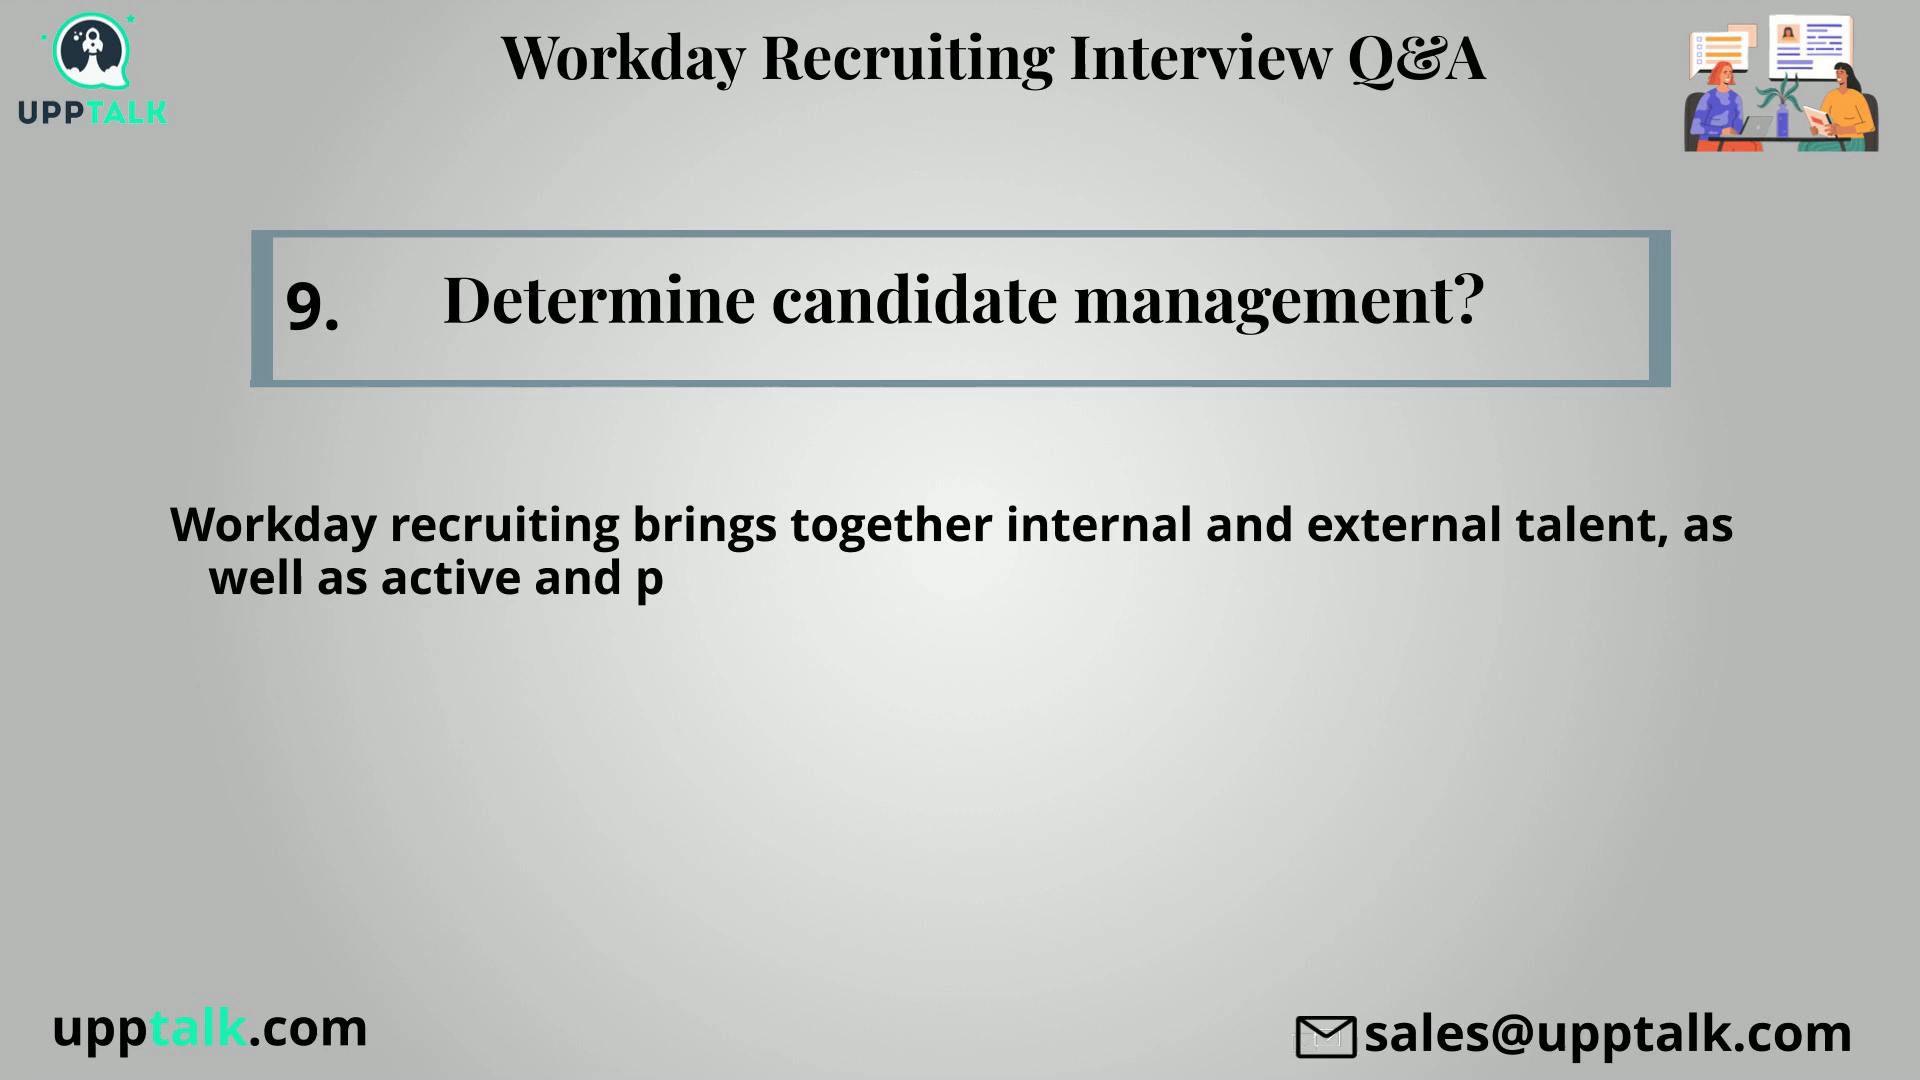 UPPTALK
Workday Recruiting Interview Q&A
9. Determine candidate management?
Workday recruiting brings together internal and external talent, as
well as active and p
upptalk.com
sales@upptalk.com